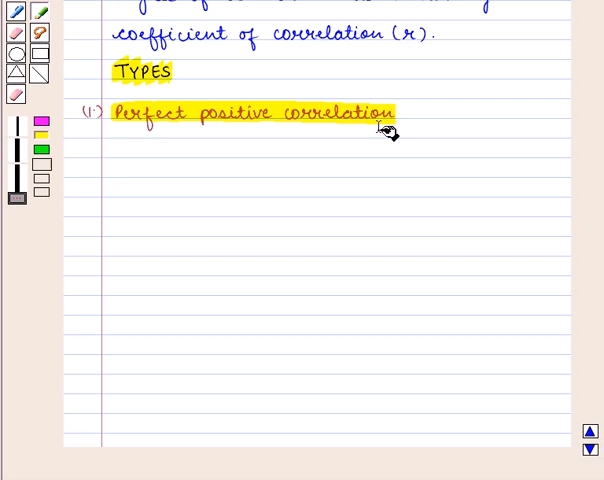 coefficient of correlation (r).
TYPES
(1.) Perfect positive correlation